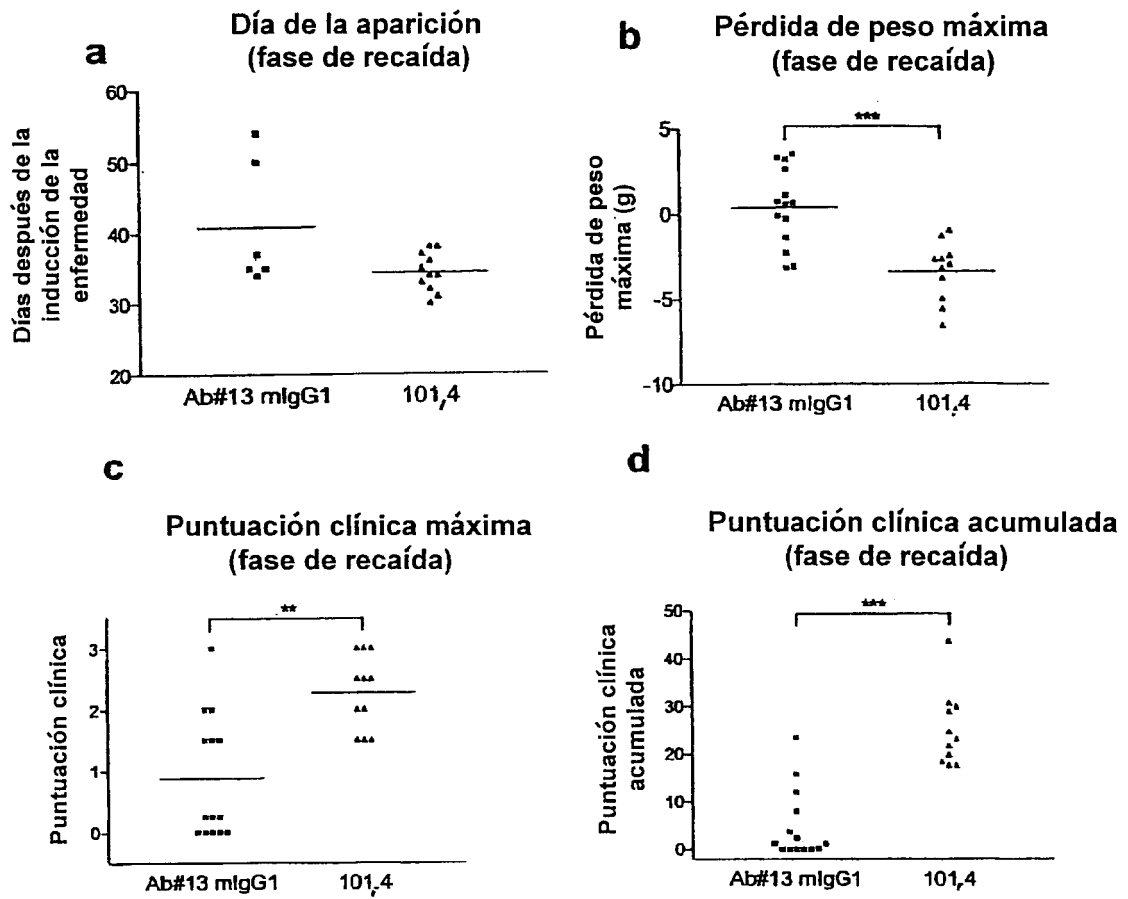 a
Día de la aparición
(fase de recaída)
Días después de la
inducción de la
enfermedad
60
50
40
30
20
Ab#13 mIgG1
101,4
b
Pérdida de peso máxima
(fase de recaída)
***
Pérdida de peso
máxima (g)
5
0
-5
-10
Ab#13 mIgG1
101,4
c
Puntuación clínica máxima
(fase de recaída)
**
Puntuación clínica
3
2
1
0
Ab#13 mIgG1
101,4
d
Puntuación clínica acumulada
(fase de recaída)
***
Puntuación clínica
acumulada
50
40
30
20
10
0
Ab#13 mIgG1
101,4